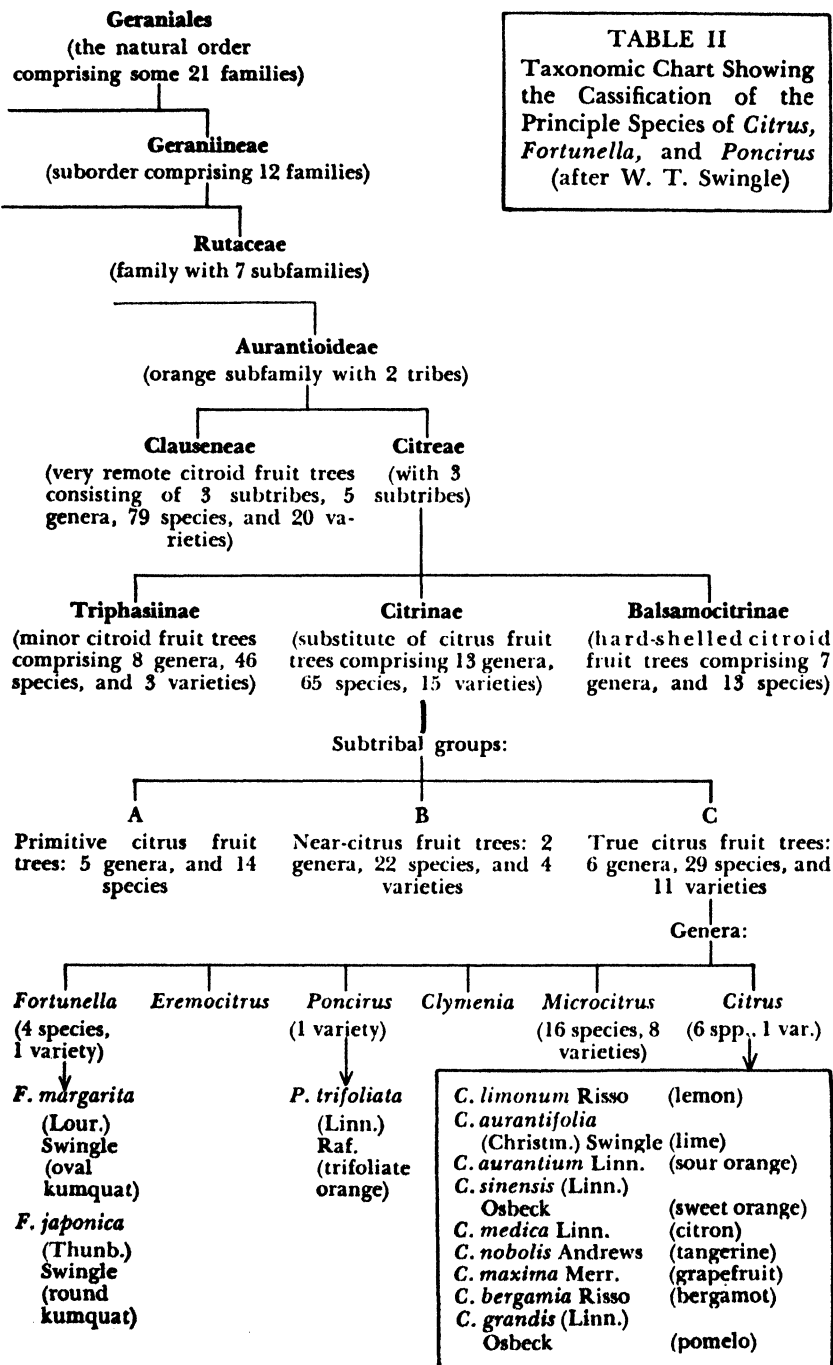 Geraniales
(the natural order
comprising some 21 families)
TABLE II
Taxonomic Chart Showing
the Cassification of the
Principle Species of Citrus,
Fortunella, and Poncirus
(after W. T. Swingle)
Geraniineae
(suborder comprising 12 families)
Rutaceae
(family with 7 subfamilies)
Aurantioideae
(orange subfamily with 2 tribes)
Clauseneae
(very remote citroid fruit trees
consisting of 3 subtribes, 5
genera, 79 species, and 20 va-
rieties)
Citreae
(with 3
subtribes)
Triphasiinae
(minor citroid fruit trees
comprising 8 genera, 46
species, and 3 varieties)
Citrinae
(substitute of citrus fruit
trees comprising 13 genera,
65 species, 15 varieties)
Balsamocitrinae
(hard-shelled citroid
fruit trees comprising 7
genera, and 13 species)
Subtribal groups:
A
Primitive citrus fruit
trees: 5 genera, and 14
species
B
Near-citrus fruit trees: 2
genera, 22 species, and 4
varieties
C
True citrus fruit trees:
6 genera, 29 species, and
11 varieties
Genera:
Fortunella
(4 species,
1 variety)
Eremocitrus
Poncirus
(1 variety)
Clymenia
Microcitrus
(16 species, 8
varieties)
Citrus
(6 spp., 1 var.)
F. margarita
(Lour.)
Swingle
(oval
kumquat)
F. japonica
(Thunb.)
Swingle
(round
kumquat)
P. trifoliata
(Linn.)
Raf.
(trifoliate
orange)
C. limonum Risso (lemon)
C. aurantifolia
(Christm.) Swingle (lime)
C. aurantium Linn. (sour orange)
C. sinensis (Linn.)
Osbeck (sweet orange)
C. medica Linn. (citron)
C. nobolis Andrews (tangerine)
C. maxima Merr. (grapefruit)
C. bergamia Risso (bergamot)
C. grandis (Linn.)
Osbeck (pomelo)